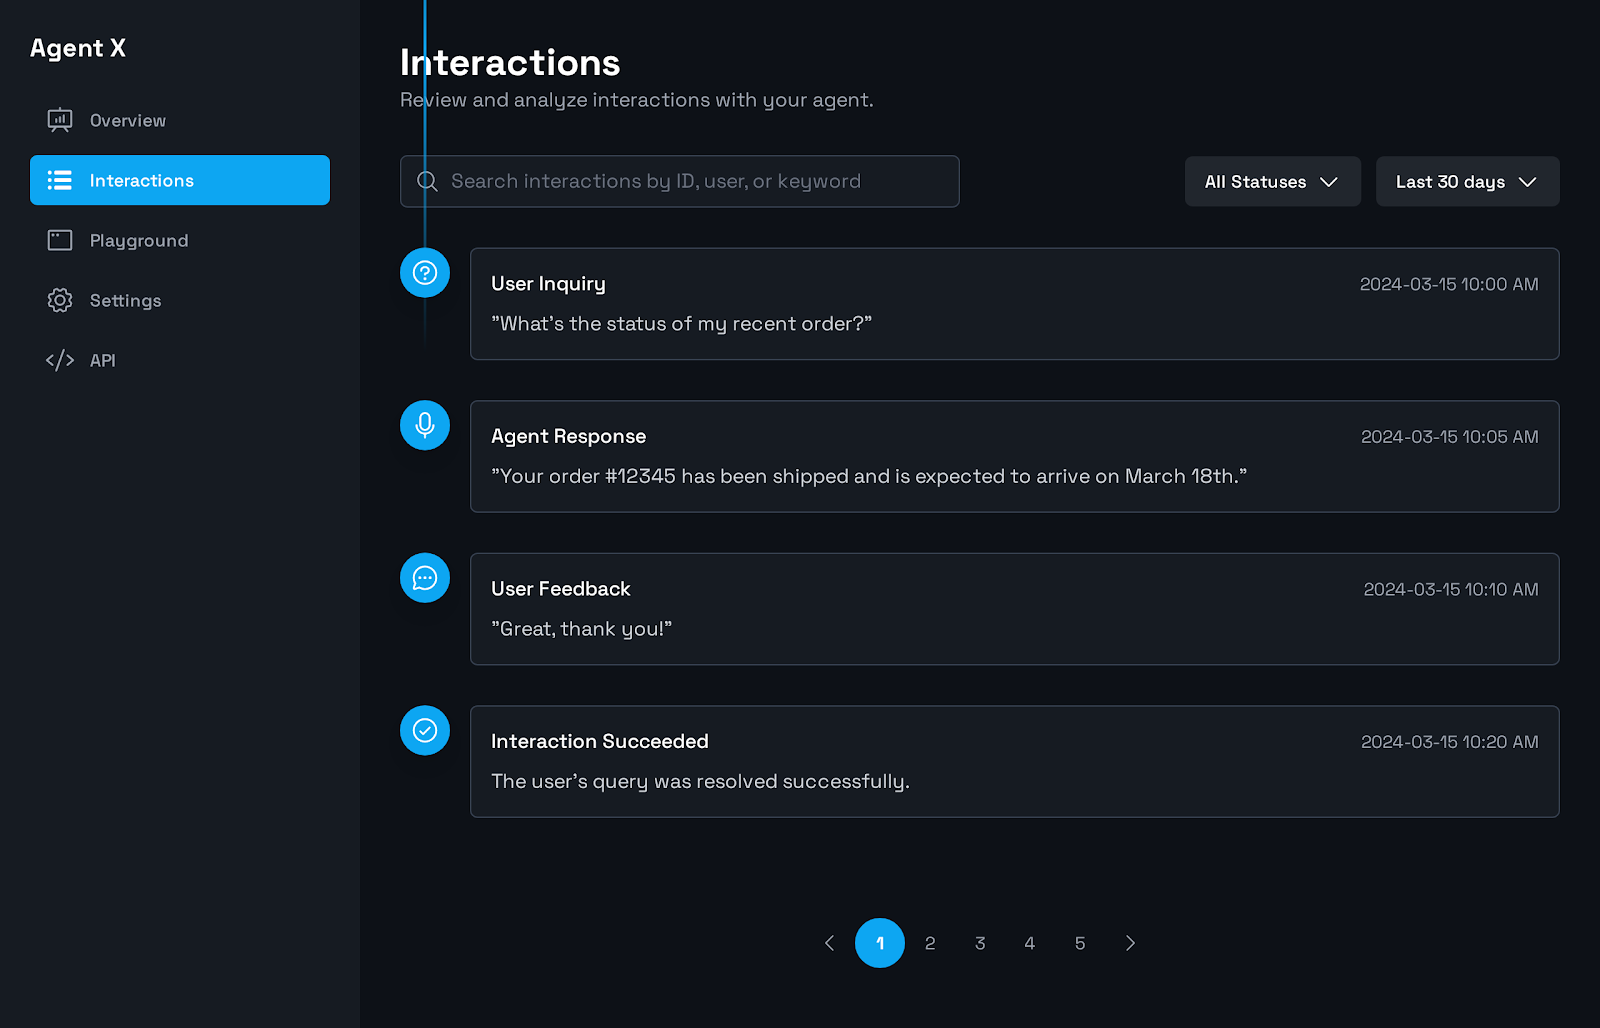 Agent X
Overview
Interactions
Playground
Settings
API
Interactions
Review and analyze interactions with your agent.
Search interactions by ID, user, or keyword
All Statuses
Last 30 days
User Inquiry
2024-03-15 10:00 AM
"What's the status of my recent order?"
Agent Response
2024-03-15 10:05 AM
"Your order #12345 has been shipped and is expected to arrive on March 18th."
User Feedback
2024-03-15 10:10 AM
"Great, thank you!"
Interaction Succeeded
2024-03-15 10:20 AM
The user's query was resolved successfully.
1 2 3 4 5